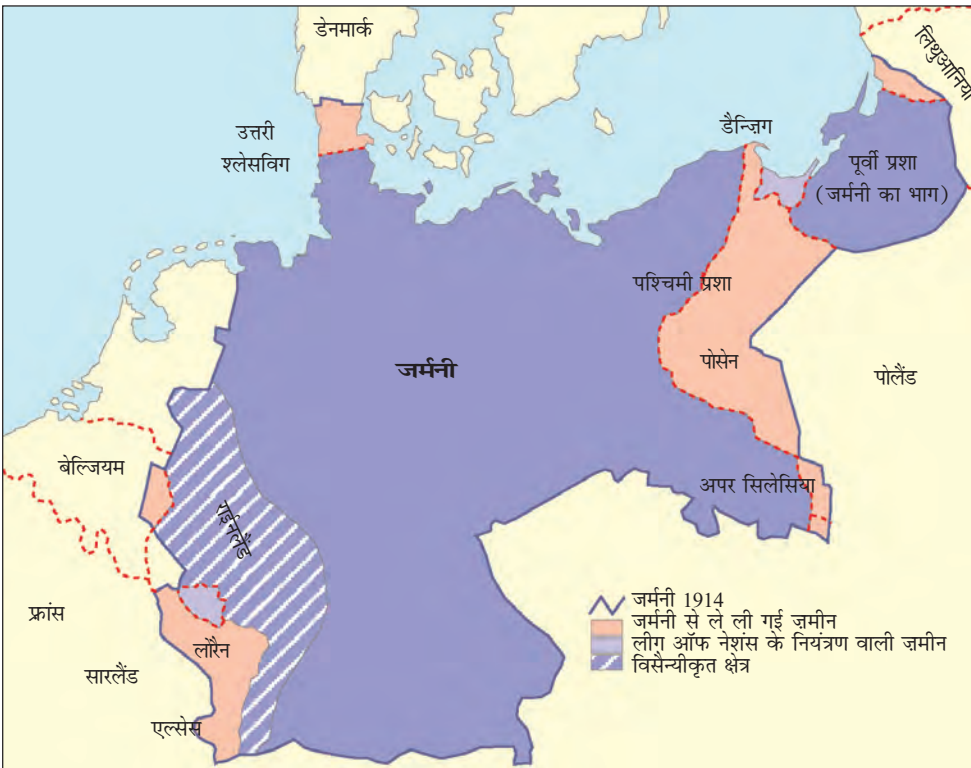 डेनमार्क
लिथुआनिया
उत्तरी
श्लेसविग
डैन्ज़िग
पूर्वी प्रशा
(जर्मनी का भाग)
पश्चिमी प्रशा
जर्मनी
पोसेन
पोलैंड
बेल्जियम
अपर सिलेसिया
राईनलैंड
फ्रांस
लोरैन
सारलैंड
एल्सेस
जर्मनी 1914
जर्मनी से ले ली गई ज़मीन
लीग ऑफ नेशंस के नियंत्रण वाली ज़मीन
विसैन्यीकृत क्षेत्र